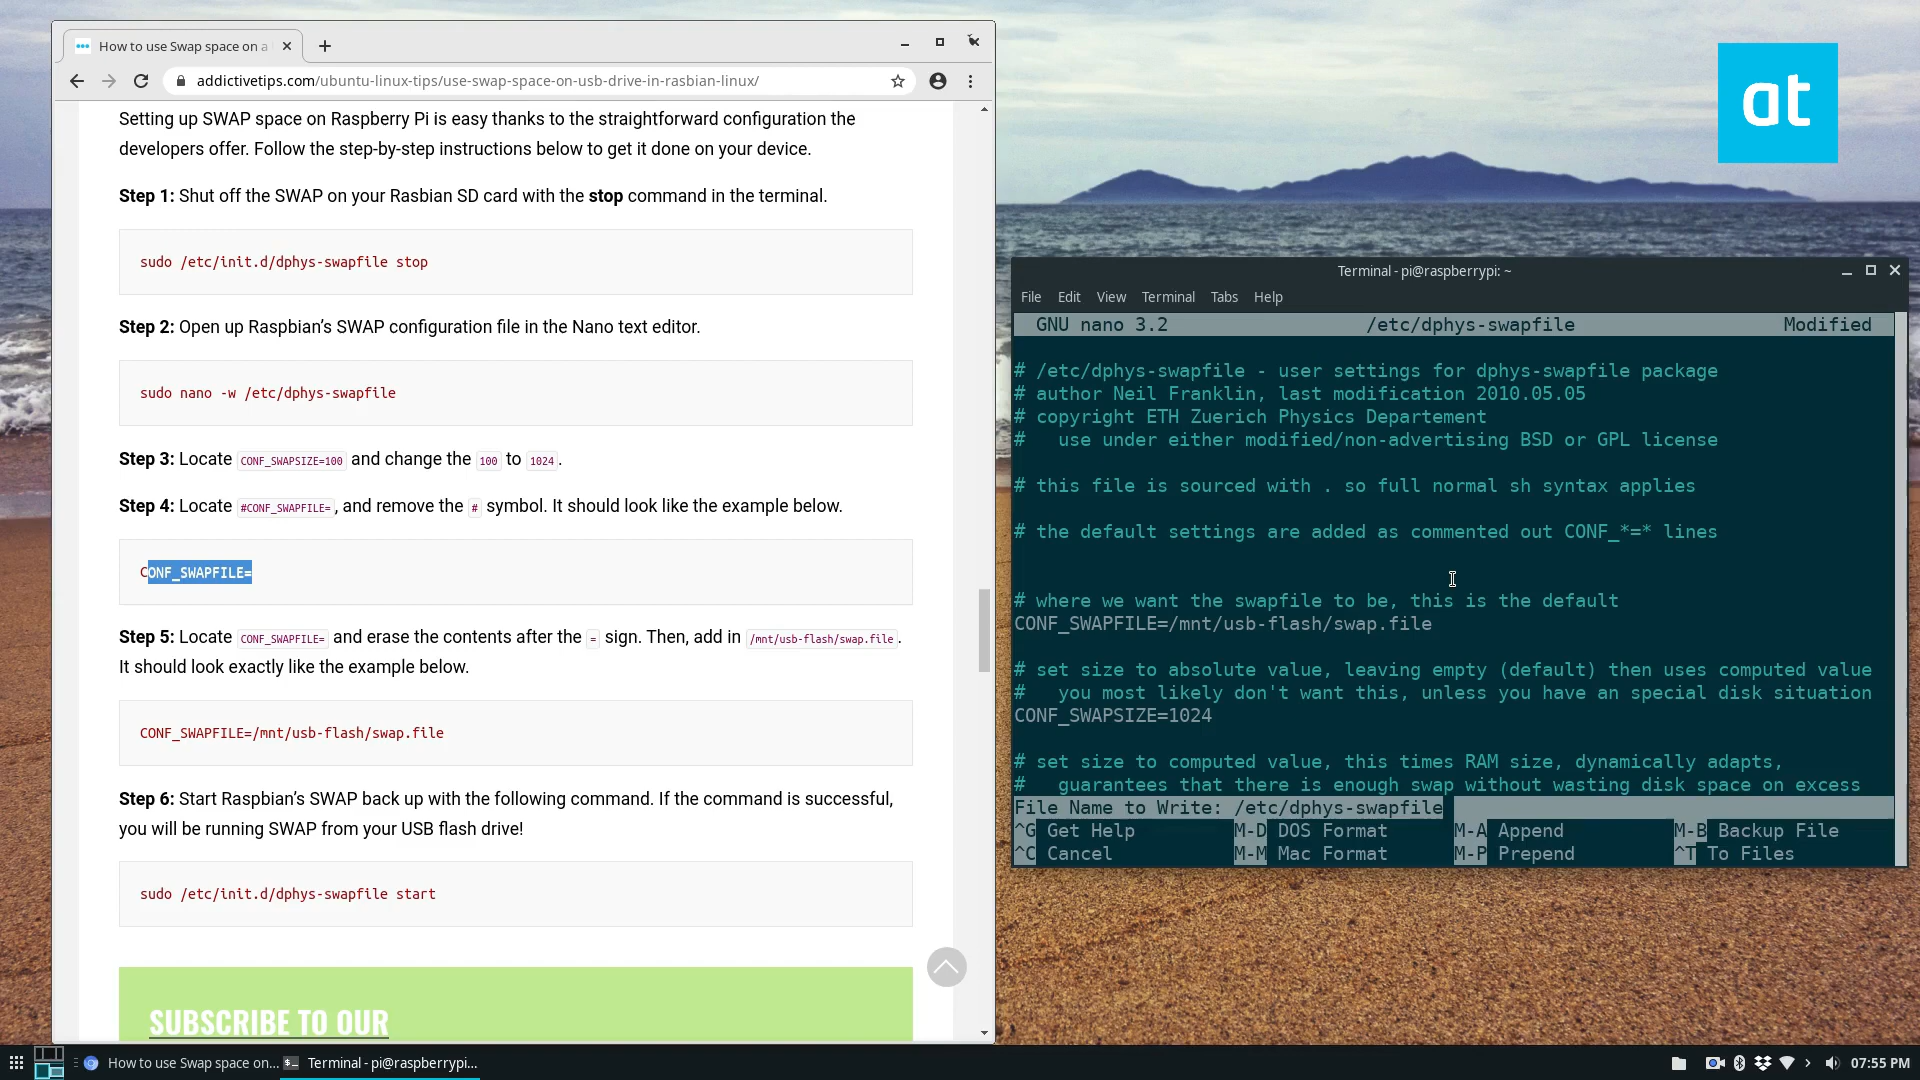 How to use Swap space on a
addictivetips.com/ubuntu-linux-tips/use-swap-space-on-usb-drive-in-rasbian-linux/
Setting up SWAP space on Raspberry Pi is easy thanks to the straightforward configuration the
developers offer. Follow the step-by-step instructions below to get it done on your device.
Step 1: Shut off the SWAP on your Rasbian SD card with the stop command in the terminal.
sudo /etc/init.d/dphys-swapfile stop
Step 2: Open up Raspbian’s SWAP configuration file in the Nano text editor.
sudo nano -w /etc/dphys-swapfile
Step 3: Locate CONF_SWAPSIZE=100 and change the 100 to 1024.
Step 4: Locate #CONF_SWAPFILE=, and remove the # symbol. It should look like the example below.
CONF_SWAPFILE=
Step 5: Locate CONF_SWAPFILE= and erase the contents after the = sign. Then, add in /mnt/usb-flash/swap.file.
It should look exactly like the example below.
CONF_SWAPFILE=/mnt/usb-flash/swap.file
Step 6: Start Raspbian’s SWAP back up with the following command. If the command is successful,
you will be running SWAP from your USB flash drive!
sudo /etc/init.d/dphys-swapfile start
SUBSCRIBE TO OUR
at
Terminal - pi@raspberrypi: ~
File Edit View Terminal Tabs Help
GNU nano 3.2 /etc/dphys-swapfile Modified
# /etc/dphys-swapfile - user settings for dphys-swapfile package
# author Neil Franklin, last modification 2010.05.05
# copyright ETH Zuerich Physics Departement
#   use under either modified/non-advertising BSD or GPL license
# this file is sourced with . so full normal sh syntax applies
# the default settings are added as commented out CONF_*=* lines
# where we want the swapfile to be, this is the default
CONF_SWAPFILE=/mnt/usb-flash/swap.file
# set size to absolute value, leaving empty (default) then uses computed value
#   you most likely don't want this, unless you have an special disk situation
CONF_SWAPSIZE=1024
# set size to computed value, this times RAM size, dynamically adapts,
#   guarantees that there is enough swap without wasting disk space on excess
File Name to Write: /etc/dphys-swapfile
^G Get Help M-D DOS Format M-A Append M-B Backup File
^C Cancel M-M Mac Format M-P Prepend ^T To Files
How to use Swap space on... Terminal - pi@raspberrypi... 07:55 PM